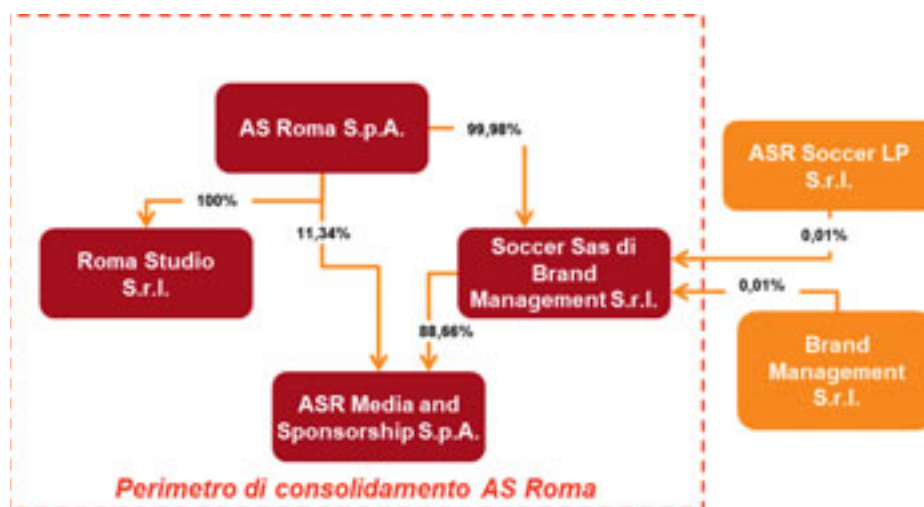 AS Roma S.p.A.
99,98%
ASR Soccer LP
S.r.l.
100%
11,34%
0,01%
Roma Studio
S.r.l.
Soccer Sas di
Brand
Management S.r.l.
0,01%
88,66%
Brand
Management
S.r.l.
ASR Media and
Sponsorship S.p.A.
Perimetro di consolidamento AS Roma